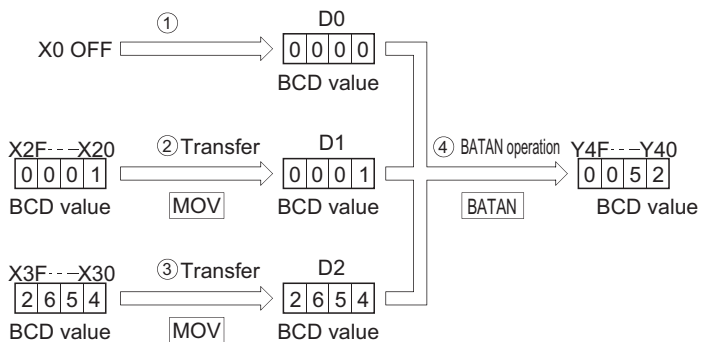 ① D0
X0 OFF 0 0 0 0
BCD value
X2F---X20 ② Transfer D1 ④ BATAN operation Y4F---Y40
0 0 0 1 0 0 0 1 0 0 5 2
BCD value MOV BCD value BATAN BCD value
X3F---X30 ③ Transfer D2
2 6 5 4 2 6 5 4
BCD value MOV BCD value